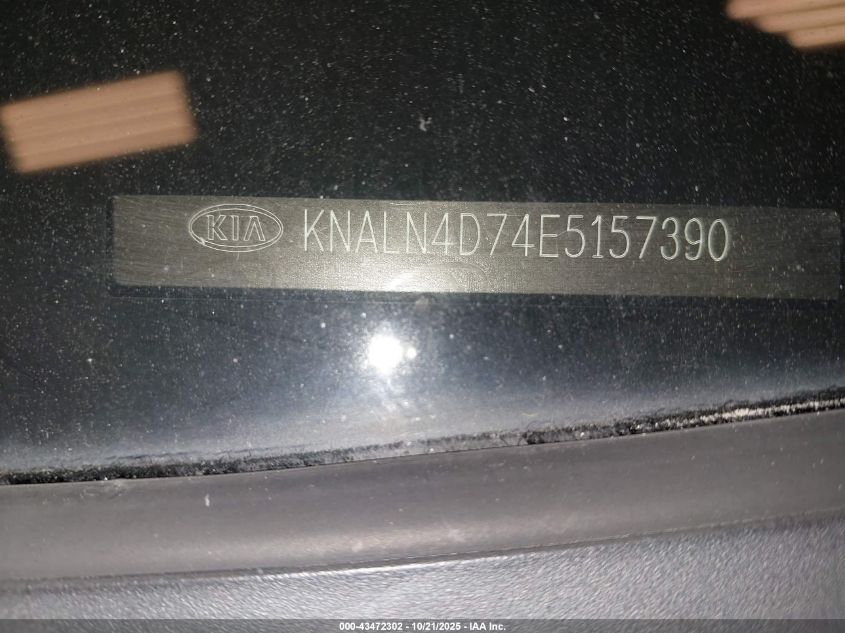 KIA KNALN4D74E5157390
000-43472302 - 10/21/2025 - IAA Inc.